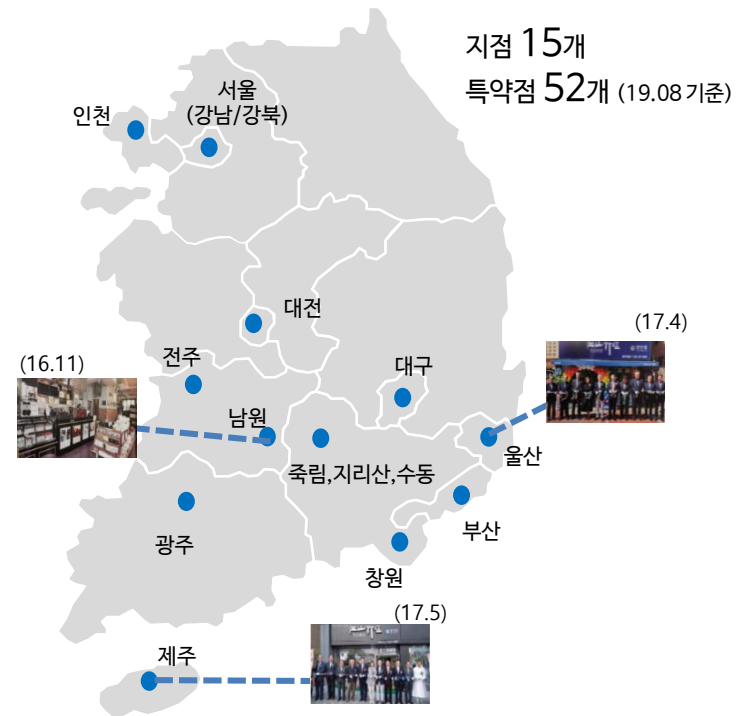 지점 15개
특약점 52개 (19.08 기준)
서울
(강남/강북)
인천
대전
(17.4)
(16.11)
전주
대구
남원
울산
죽림,지리산,수동
부산
광주
창원
(17.5)
제주